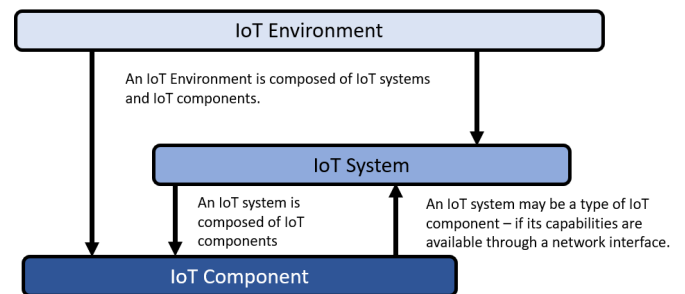 IoT Environment
An IoT Environment is composed of IoT systems
and IoT components.
IoT System
An IoT system is
composed of IoT
components
An IoT system may be a type of IoT
component – if its capabilities are
available through a network interface.
IoT Component